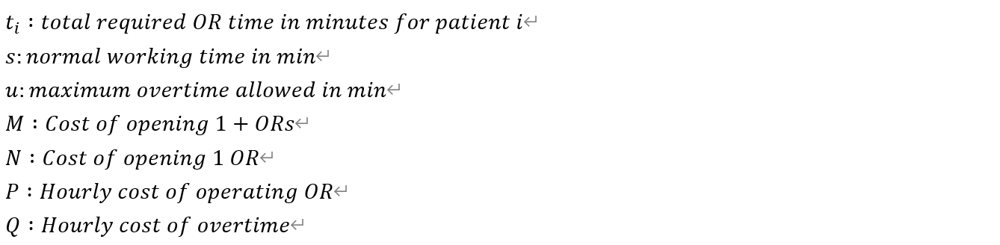 tᵢ : total required OR time in minutes for patient i↵
s: normal working time in min↵
u: maximum overtime allowed in min↵
M : Cost of opening 1 + ORs↵
N : Cost of opening 1 OR↵
P : Hourly cost of operating OR↵
Q : Hourly cost of overtime↵